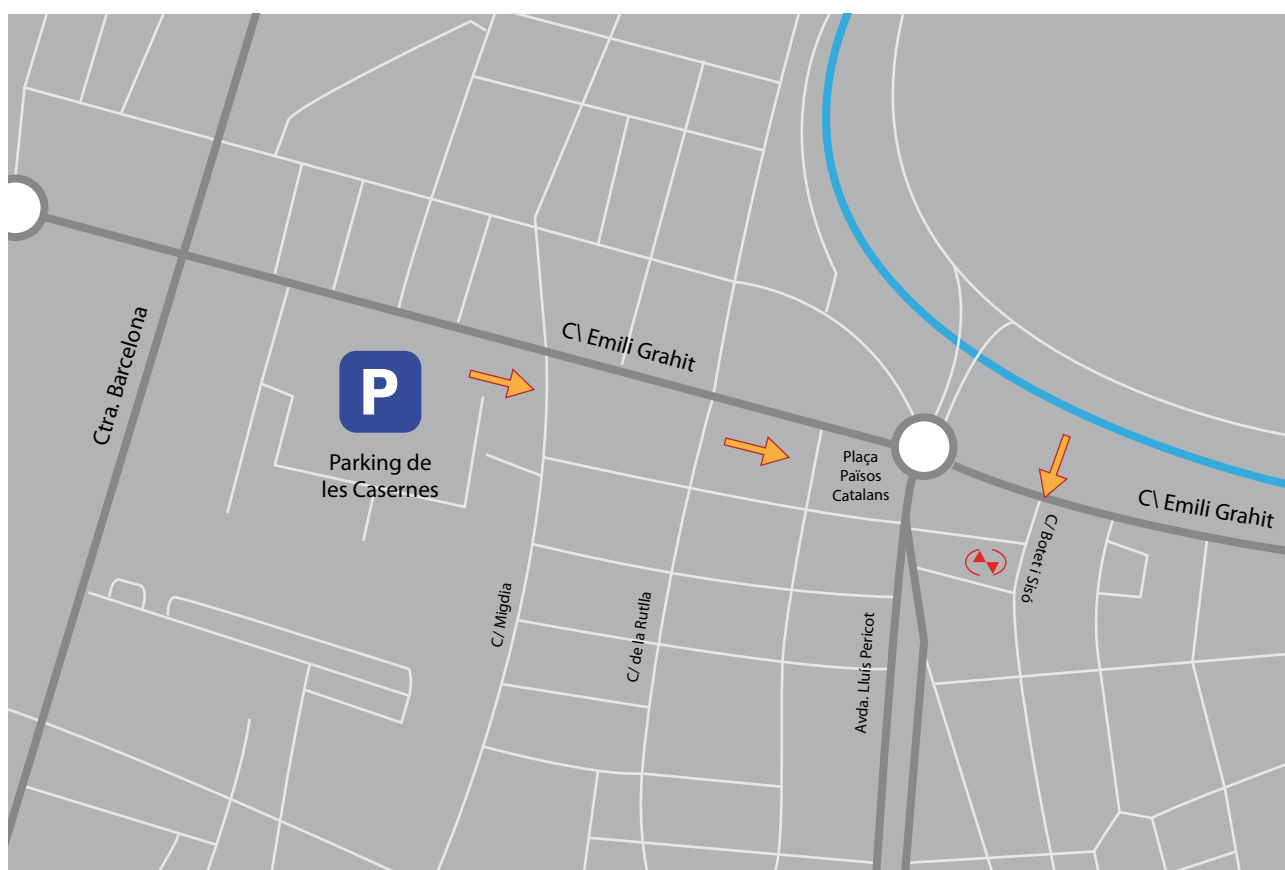 Ctra. Barcelona
P
Parking de
les Casernes
C\ Emili Grahit
Plaça
Països
Catalans
C\ Emili Grahit
C/ Botet i Sisó
C/ Migdia
C/ de la Rutlla
Avda. Lluís Pericot